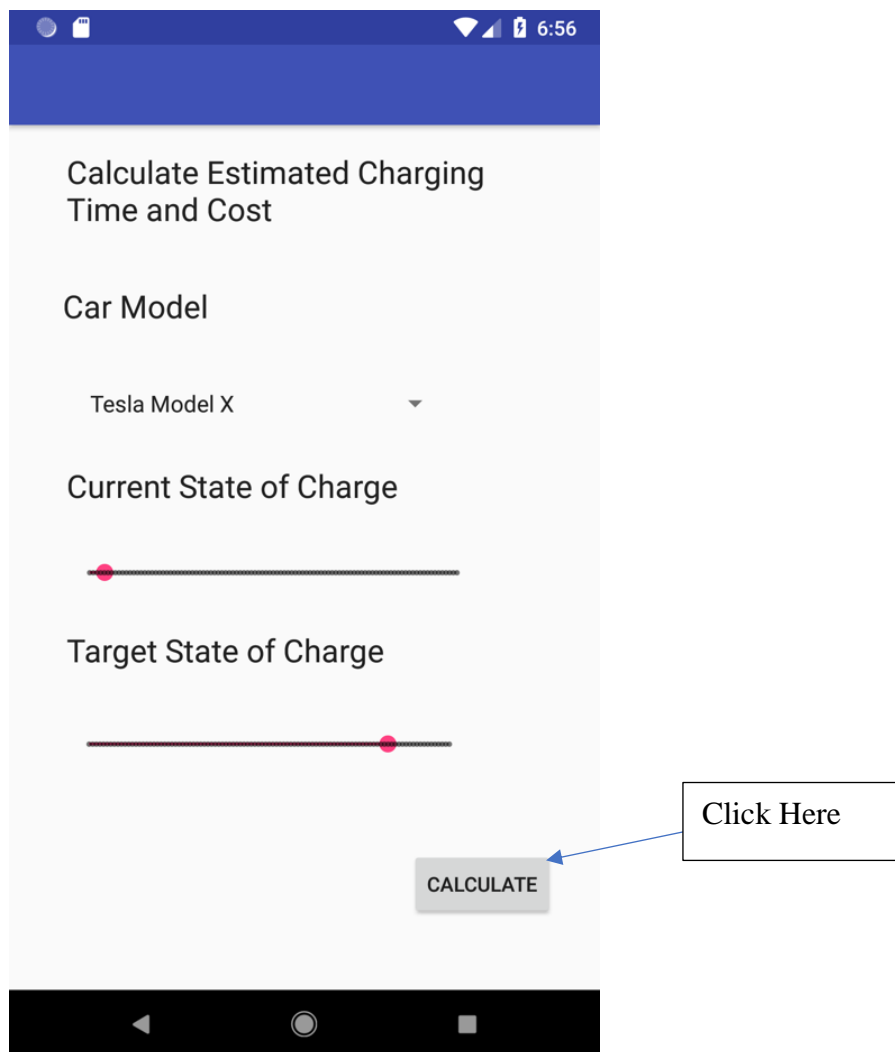 6:56
Calculate Estimated Charging
Time and Cost
Car Model
Tesla Model X
Current State of Charge
Target State of Charge
Click Here
CALCULATE